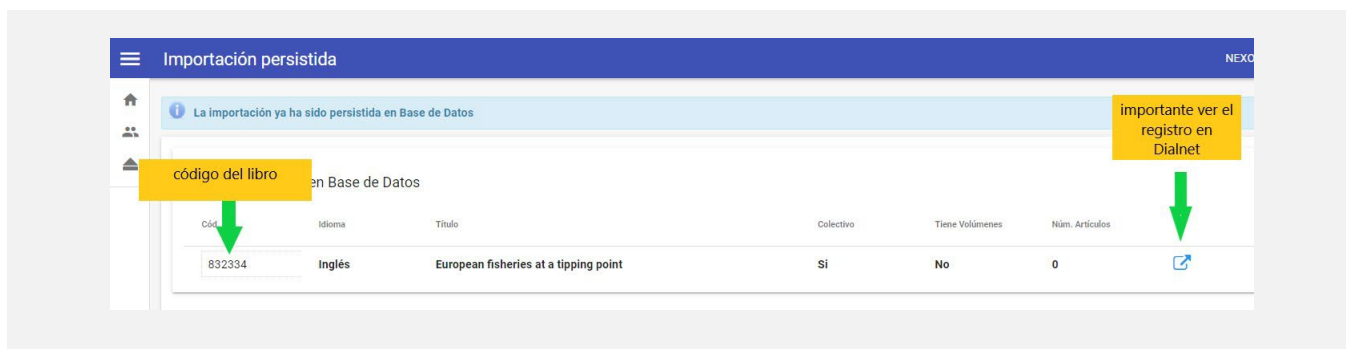 Importación persistida
NEXO
La importación ya ha sido persistida en Base de Datos
importante ver el
registro en
Dialnet
código del libro
en Base de Datos
Cód
Idioma
Título
Colectivo
Tiene Volúmenes
Núm. Artículos
832334
Inglés
European fisheries at a tipping point
Si
No
0